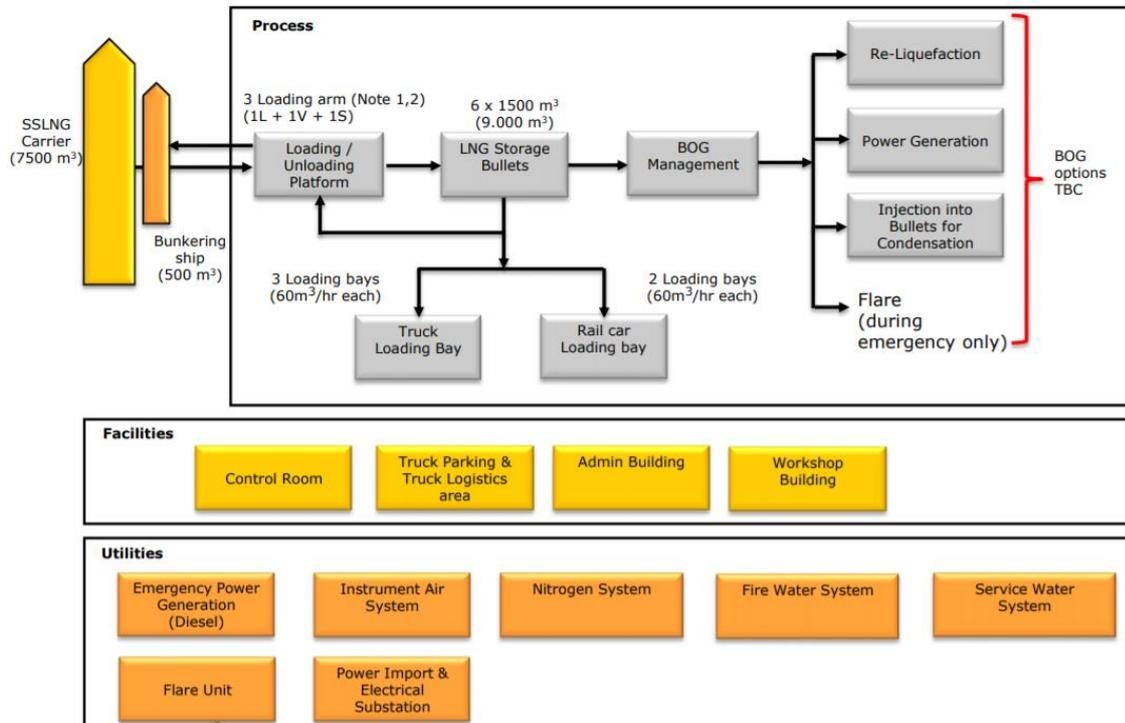 Process
SSLNG
Carrier
(7500 m³)
Bunkering
ship
(500 m³)
3 Loading arm (Note 1,2)
(1L + 1V + 1S)
Loading /
Unloading
Platform
6 x 1500 m³
(9.000 m³)
LNG Storage
Bullets
BOG
Management
Re-Liquefaction
Power Generation
Injection into
Bullets for
Condensation
Flare
(during
emergency only)
BOG
options
TBC
3 Loading bays
(60m³/hr each)
Truck
Loading Bay
2 Loading bays
(60m³/hr each)
Rail car
Loading bay
Facilities
Control Room
Truck Parking &
Truck Logistics
area
Admin Building
Workshop
Building
Utilities
Emergency Power
Generation
(Diesel)
Instrument Air
System
Nitrogen System
Fire Water System
Service Water
System
Flare Unit
Power Import &
Electrical
Substation